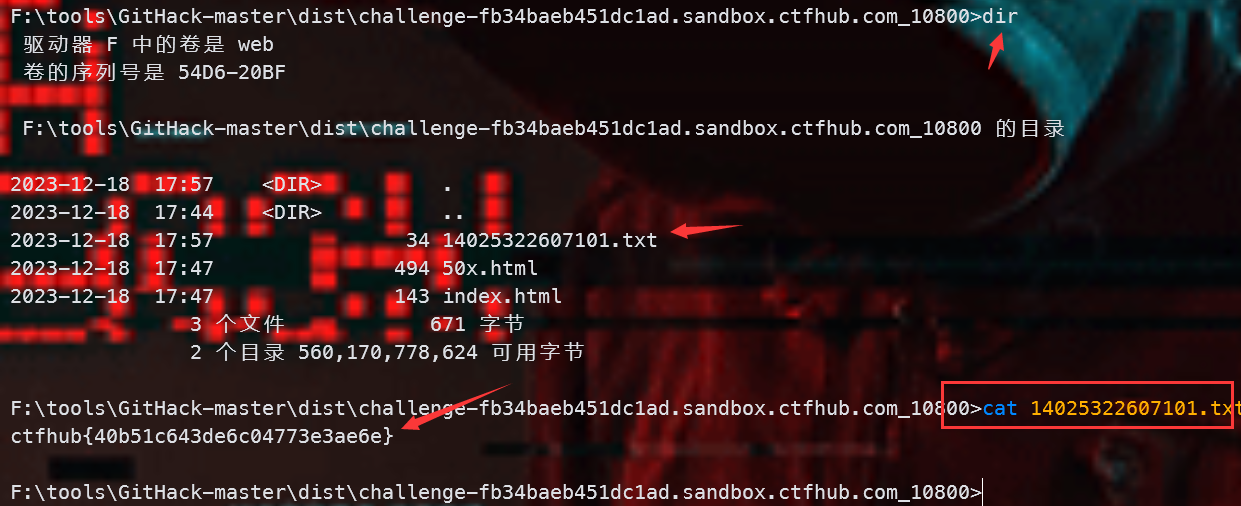 F:\tools\GitHack-master\dist\challenge-fb34baeb451dc1ad.sandbox.ctfhub.com_10800>dir
驱动器 F 中的卷是 web
卷的序列号是 54D6-20BF
F:\tools\GitHack-master\dist\challenge-fb34baeb451dc1ad.sandbox.ctfhub.com_10800 的目录
2023-12-18 17:57 <DIR> .
2023-12-18 17:44 <DIR> ..
2023-12-18 17:57 34 14025322607101.txt
2023-12-18 17:47 494 50x.html
2023-12-18 17:47 143 index.html
3 个文件 671 字节
2 个目录 560,170,778,624 可用字节
F:\tools\GitHack-master\dist\challenge-fb34baeb451dc1ad.sandbox.ctfhub.com_10800>cat 14025322607101.txt
ctfhub{40b51c643de6c04773e3ae6e}
F:\tools\GitHack-master\dist\challenge-fb34baeb451dc1ad.sandbox.ctfhub.com_10800>